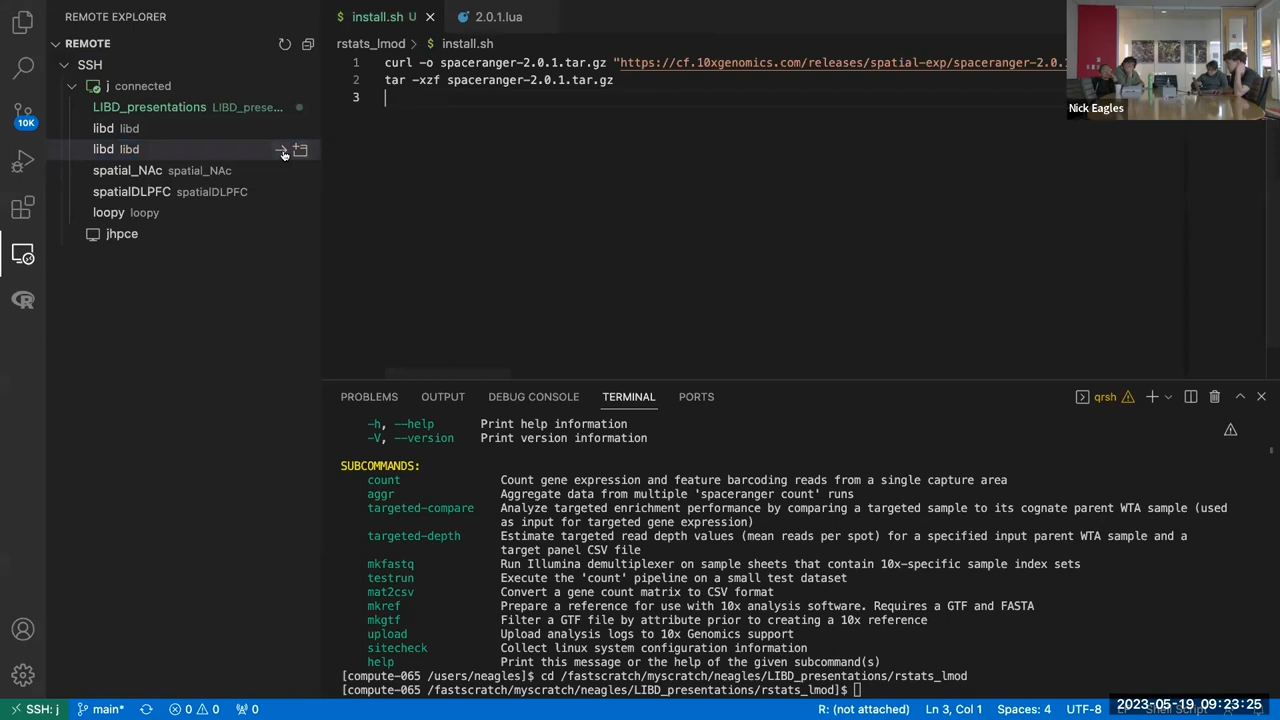 REMOTE EXPLORER
REMOTE
SSH
j connected
LIBD_presentations LIBD_prese...
libd libd
libd libd
spatial_NAc spatial_NAc
spatialDLPFC spatialDLPFC
loopy loopy
jhpce
10K
$ install.sh U
2.0.1.lua
rstats_lmod > install.sh
1 curl -o spaceranger-2.0.1.tar.gz "https://cf.10xgenomics.com/releases/spatial-exp/spaceranger-2.0.1
2 tar -xzf spaceranger-2.0.1.tar.gz
3
Nick Eagles
PROBLEMS OUTPUT DEBUG CONSOLE TERMINAL PORTS
qrsh
-h, --help Print help information
-V, --version Print version information
SUBCOMMANDS:
count Count gene expression and feature barcoding reads from a single capture area
aggr Aggregate data from multiple 'spaceranger count' runs
targeted-compare Analyze targeted enrichment performance by comparing a targeted sample to its cognate parent WTA sample (used
as input for targeted gene expression)
targeted-depth Estimate targeted read depth values (mean reads per spot) for a specified input parent WTA sample and a
target panel CSV file
mkfastq Run Illumina demultiplexer on sample sheets that contain 10x-specific sample index sets
testrun Execute the 'count' pipeline on a small test dataset
mat2csv Convert a gene count matrix to CSV format
mkref Prepare a reference for use with 10x analysis software. Requires a GTF and FASTA
mkgtf Filter a GTF file by attribute prior to creating a 10x reference
upload Upload analysis logs to 10x Genomics support
sitecheck Collect linux system configuration information
help Print this message or the help of the given subcommand(s)
[compute-065 /users/neagles]$ cd /fastscratch/myscratch/neagles/LIBD_presentations/rstats_lmod
[compute-065 /fastscratch/myscratch/neagles/LIBD_presentations/rstats_lmod]$
SSH: j main* 0 0 0 R: (not attached) Ln 3, Col 1 Spaces: 4 UTF-8
2023-05-19 09:23:25